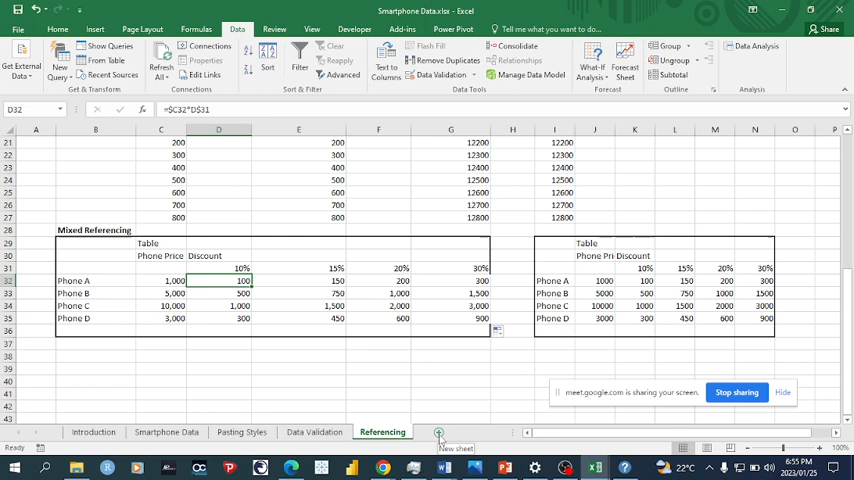 Smartphone Data.xlsx - Excel
File Home Insert Page Layout Formulas Data Review View Developer Add-ins Power Pivot Tell me what you want to do... Share
Get External Data
New Query
Show Queries
From Table
Recent Sources
Get & Transform
Refresh All
Connections
Properties
Edit Links
Connections
Sort
Filter
Clear
Reapply
Advanced
Sort & Filter
Text to Columns
Flash Fill
Remove Duplicates
Data Validation
Consolidate
Relationships
Manage Data Model
Data Tools
What-If Analysis
Forecast Sheet
Forecast
Group
Ungroup
Subtotal
Outline
Data Analysis
Analysis
D32 fx =$C32*D$31
A B C D E F G H I J K L M N O P
21 200 200 12200 12200
22 300 300 12300 12300
23 400 400 12400 12400
24 500 500 12500 12500
25 600 600 12600 12600
26 700 700 12700 12700
27 800 800 12800 12800
28 Mixed Referencing
29 Table Table
30 Phone Price Discount Phone Pri Discount
31 10% 15% 20% 30% 10% 15% 20% 30%
32 Phone A 1,000 100 150 200 300 Phone A 1000 100 150 200 300
33 Phone B 5,000 500 750 1,000 1,500 Phone B 5000 500 750 1000 1500
34 Phone C 10,000 1,000 1,500 2,000 3,000 Phone C 10000 1000 1500 2000 3000
35 Phone D 3,000 300 450 600 900 Phone D 3000 300 450 600 900
36
37
38
39
40
41
42
43
meet.google.com is sharing your screen. Stop sharing Hide
Introduction Smartphone Data Pasting Styles Data Validation Referencing
New sheet
Ready 100%
22°C 6:55 PM
2023/01/25